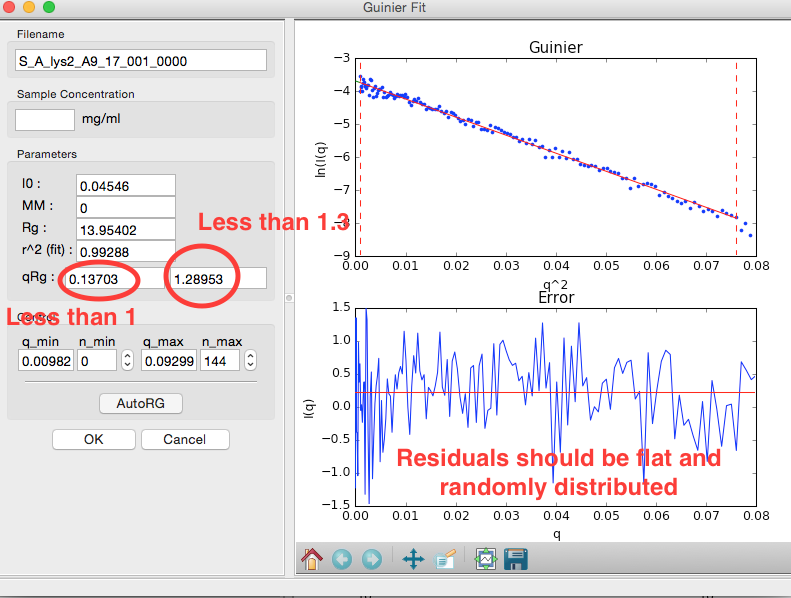 Guinier Fit
Filename
S_A_lys2_A9_17_001_0000
Sample Concentration
mg/ml
Parameters
I0 : 0.04546
MM : 0
Rg : 13.95402
r^2 (fit) : 0.99288
qRg : 0.13703 1.28953
Less than 1.3
Less than 1
q_min n_min q_max n_max
0.00982 0 0.09299 144
AutoRG
OK Cancel
Guinier
ln(I(q)
−3
−4
−5
−6
−7
−8
−9
0.00 0.01 0.02 0.03 0.04 0.05 0.06 0.07 0.08
q^2
Error
I(q)
1.5
1.0
0.5
0.0
−0.5
−1.0
−1.5
Residuals should be flat and
randomly distributed
0.00 0.01 0.02 0.03 0.04 0.05 0.06 0.07 0.08
q